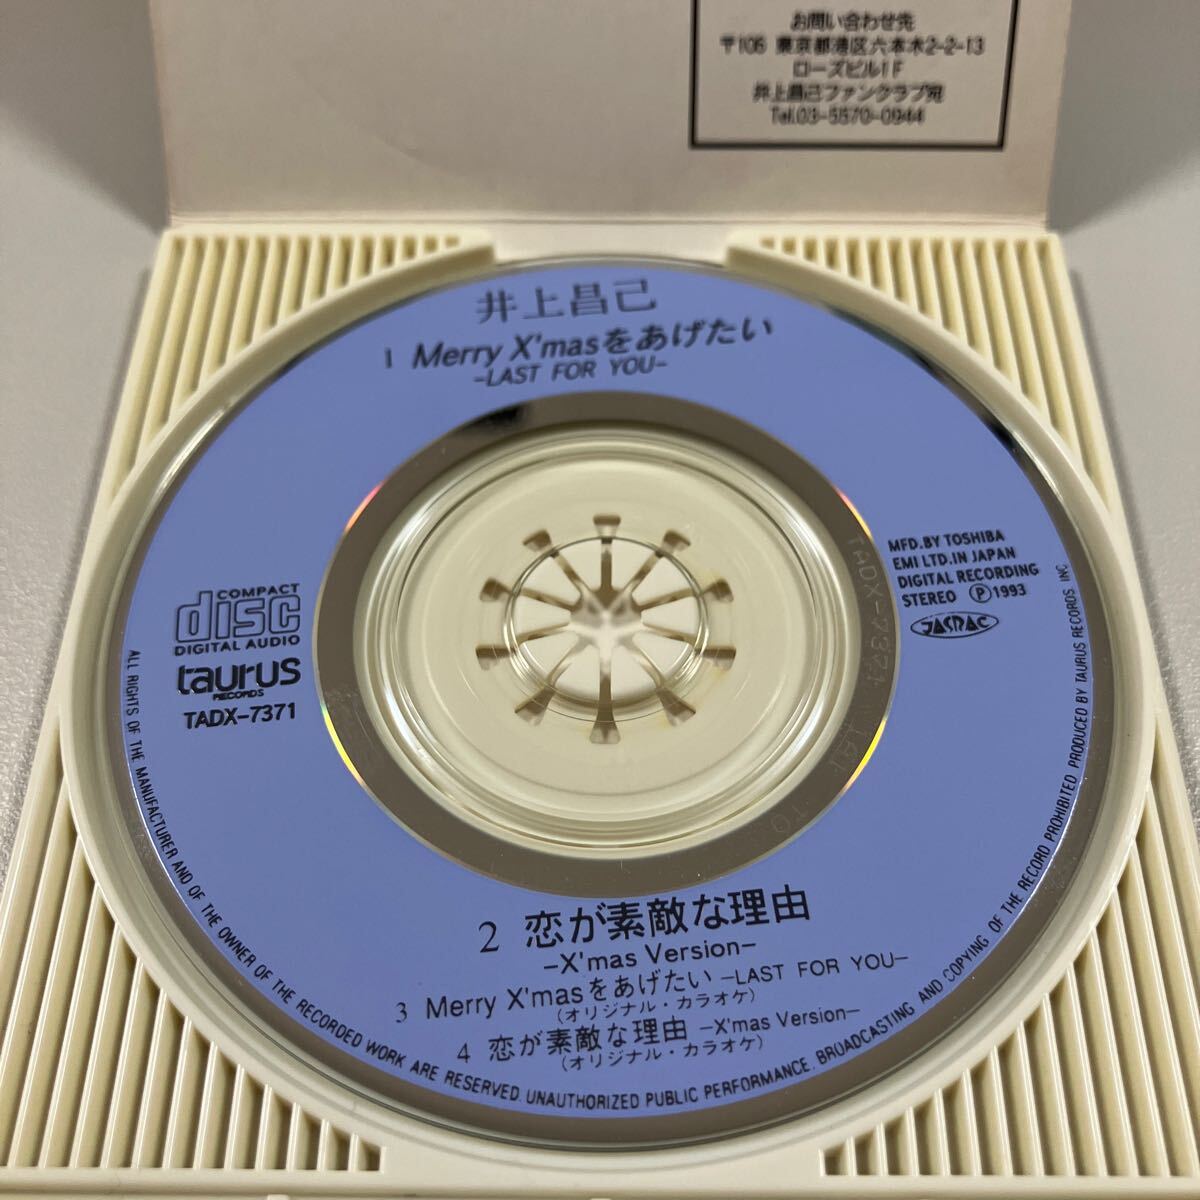 お問い合わせ先
〒106 東京都港区六本木2-2-13
ローズビル1F
井上昌己ファンクラブ宛
Tel.03-5570-0944
井上昌己
1 Merry X'masをあげたい
-LAST FOR YOU-
COMPACT
disc
DIGITAL AUDIO
taurus
RECORDS
TADX-7371
MFD.BY TOSHIBA
EMI LTD.IN JAPAN
DIGITAL RECORDING
STEREO Ⓟ1993
JASRAC
TADX-7371
2 恋が素敵な理由
-X'mas Version-
3 Merry X'masをあげたい -LAST FOR YOU-
(オリジナル・カラオケ)
4 恋が素敵な理由 -X'mas Version-
(オリジナル・カラオケ)
ALL RIGHTS OF THE MANUFACTURER AND OF THE OWNER OF THE RECORDED WORK ARE RESERVED. UNAUTHORIZED PUBLIC PERFORMANCE. BROADCASTING AND COPYING OF THE RECORD PROHIBITED PRODUCED BY TAURUS RECORDS INC.